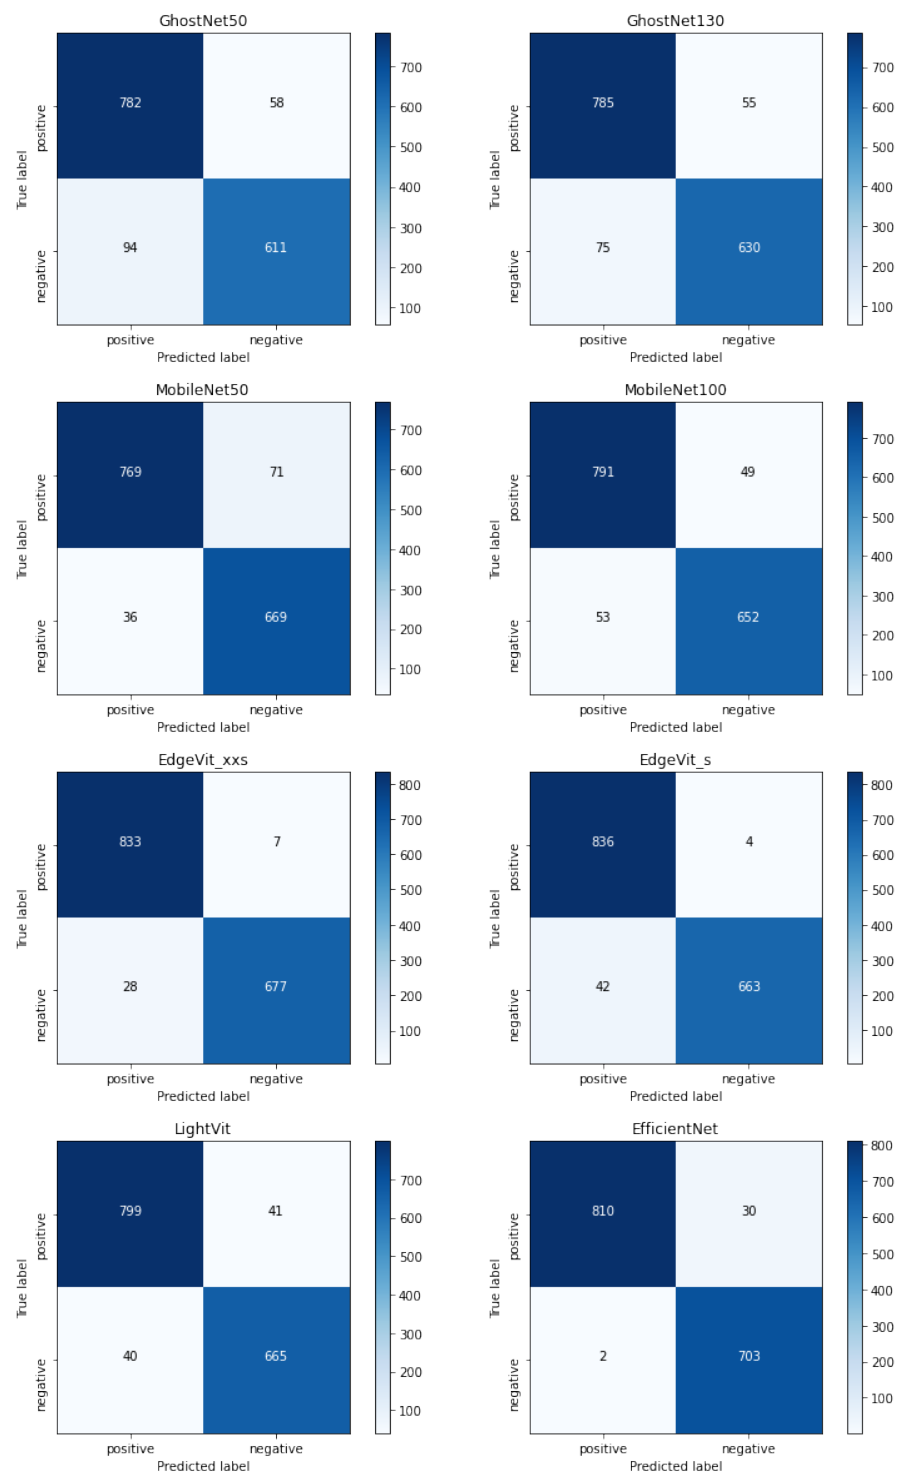 GhostNet50
True label
positive
negative
782 58
94 611
positive negative
Predicted label
700
600
500
400
300
200
100
GhostNet130
True label
positive
negative
785 55
75 630
positive negative
Predicted label
700
600
500
400
300
200
100
MobileNet50
True label
positive
negative
769 71
36 669
positive negative
Predicted label
700
600
500
400
300
200
100
MobileNet100
True label
positive
negative
791 49
53 652
positive negative
Predicted label
700
600
500
400
300
200
100
EdgeVit_xxs
True label
positive
negative
833 7
28 677
positive negative
Predicted label
800
700
600
500
400
300
200
100
EdgeVit_s
True label
positive
negative
836 4
42 663
positive negative
Predicted label
800
700
600
500
400
300
200
100
LightVit
True label
positive
negative
799 41
40 665
positive negative
Predicted label
700
600
500
400
300
200
100
EfficientNet
True label
positive
negative
810 30
2 703
positive negative
Predicted label
800
700
600
500
400
300
200
100